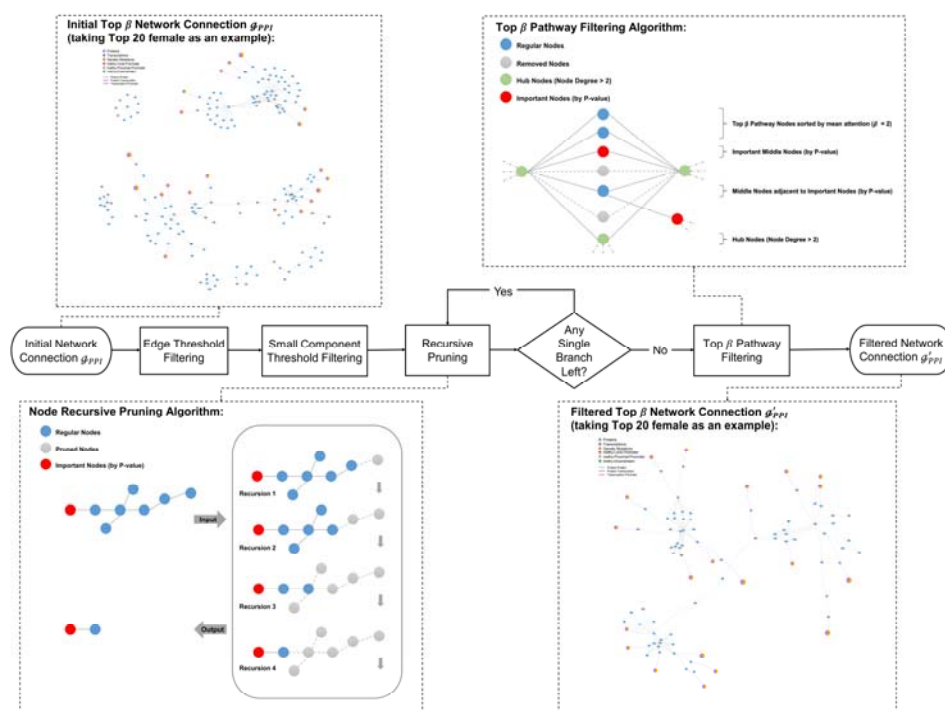 Initial Top β Network Connection 𝒢PPI
(taking Top 20 female as an example):
Top β Pathway Filtering Algorithm:
Regular Nodes
Removed Nodes
Hub Nodes (Node Degree > 2)
Important Nodes (by P-value)
Top β Pathway Nodes sorted by mean attention (β = 2)
Important Middle Nodes (by P-value)
Middle Nodes adjacent to Important Nodes (by P-value)
Hub Nodes (Node Degree > 2)
Initial Network
Connection 𝒢PPI
Edge Threshold
Filtering
Small Component
Threshold Filtering
Recursive
Pruning
Yes
Any
Single
Branch
Left?
No
Top β Pathway
Filtering
Filtered Network
Connection 𝒢′PPI
Node Recursive Pruning Algorithm:
Regular Nodes
Pruned Nodes
Important Nodes (by P-value)
Input
Output
Recursion 1
Recursion 2
Recursion 3
Recursion 4
Filtered Top β Network Connection 𝒢′PPI
(taking Top 20 female as an example):